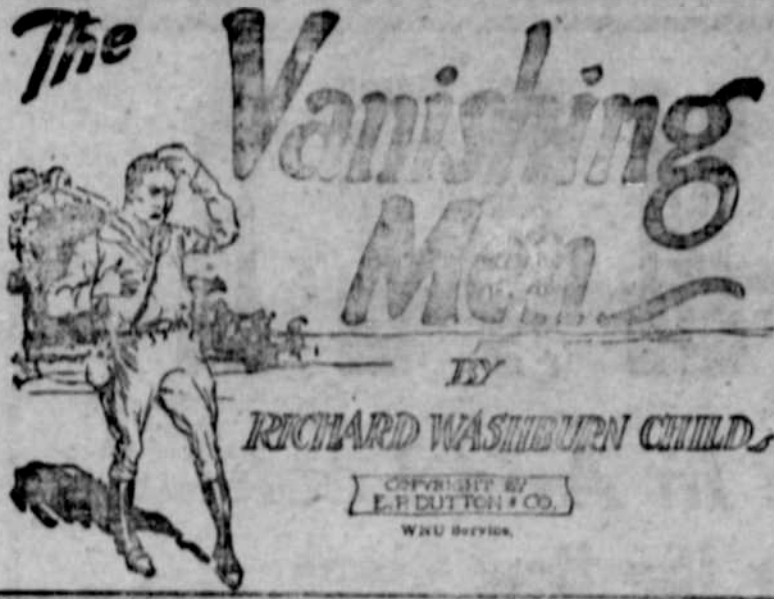 The
Vanishing
Men
BY
RICHARD WASHBURN CHILD
COPYRIGHT BY
E. P. DUTTON & CO.
WNU Service.